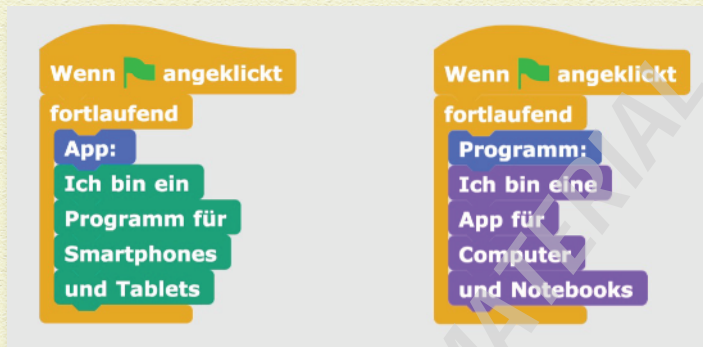 Wenn angeklickt
fortlaufend
App:
Ich bin ein
Programm für
Smartphones
und Tablets
Wenn angeklickt
fortlaufend
Programm:
Ich bin eine
App für
Computer
und Notebooks
MATERIAL